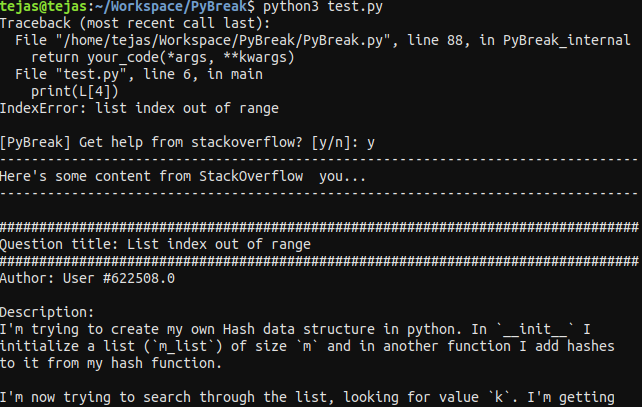 tejas@tejas:~/Workspace/PyBreak$ python3 test.py
Traceback (most recent call last):
  File "/home/tejas/Workspace/PyBreak/PyBreak.py", line 88, in PyBreak_internal
    return your_code(*args, **kwargs)
  File "test.py", line 6, in main
    print(L[4])
IndexError: list index out of range

[PyBreak] Get help from stackoverflow? [y/n]: y
--------------------------------------------------------------------------------
Here's some content from StackOverflow  you...
--------------------------------------------------------------------------------

################################################################################
Question title: List index out of range
################################################################################
Author: User #622508.0

Description:
I'm trying to create my own Hash data structure in python. In `__init__` I
initialize a list (`m_list`) of size `m` and in another function I add hashes
to it from my hash function.

I'm now trying to search through the list, looking for value `k`. I'm getting